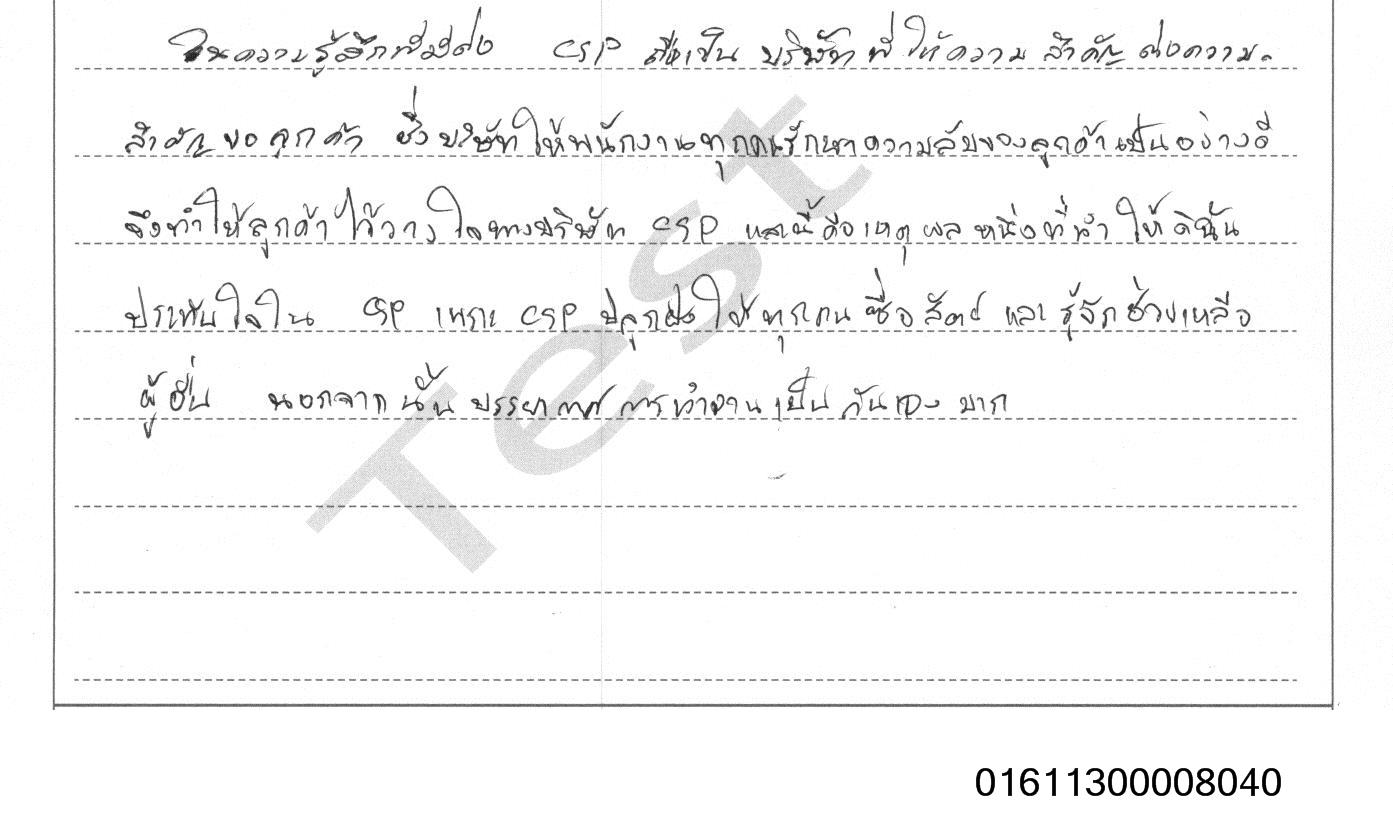 ในความรู้สึกที่มีต่อ CSP ถือเป็น บริษัทที่ให้ความ สำคัญ ต่อความ
สำคัญขอลูกค้า ซึ่งบริษัทให้พนักงานทุกคนรักษาความลับของลูกค้าเป็นอย่างดี
จึงทำให้ลูกค้าไว้วางใจทางบริษัท CSP และนี้คือเหตุผลหนึ่งที่ทำให้ดิฉัน
ประทับใจใน CSP เพราะ CSP ปลูกฝังให้ทุกคนซื่อสัตย์ และ รู้จักช่วยเหลือ
ผู้อื่น นอกจากนั้น บรรยากาศการทำงานเป็นกันเองมาก
Test
01611300008040